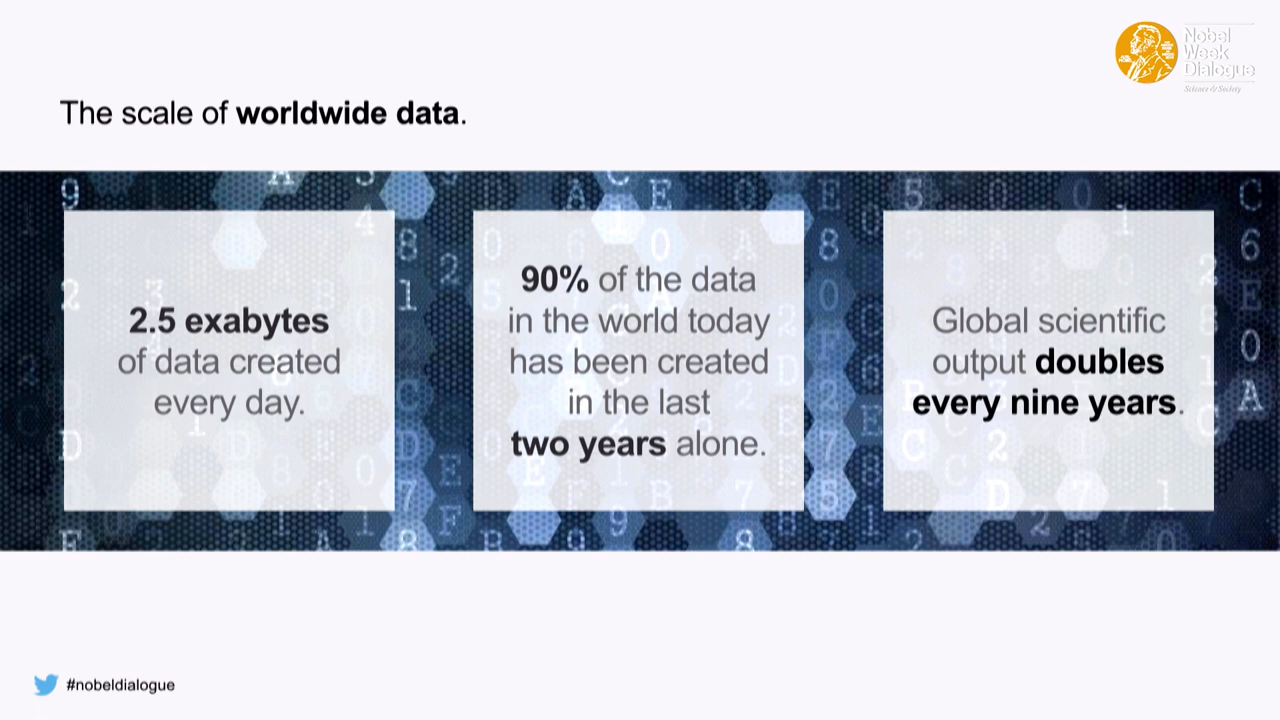 Nobel
Week
Dialogue
Science & Society
The scale of worldwide data.
2.5 exabytes
of data created
every day.
90% of the data
in the world today
has been created
in the last
two years alone.
Global scientific
output doubles
every nine years.
#nobeldialogue